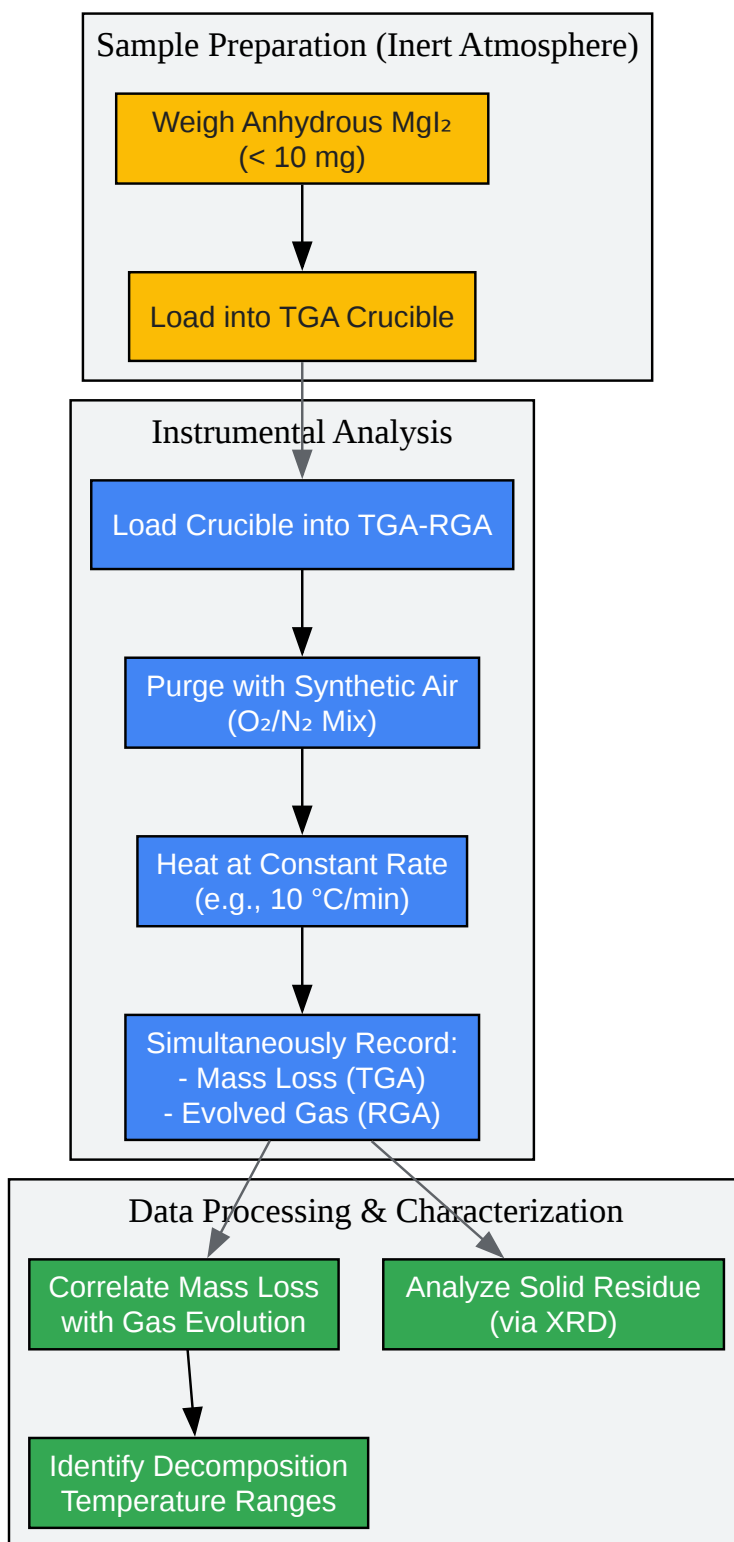 Sample Preparation (Inert Atmosphere)
Weigh Anhydrous MgI₂
(< 10 mg)
Load into TGA Crucible
Instrumental Analysis
Load Crucible into TGA-RGA
Purge with Synthetic Air
(O₂/N₂ Mix)
Heat at Constant Rate
(e.g., 10 °C/min)
Simultaneously Record:
- Mass Loss (TGA)
- Evolved Gas (RGA)
Data Processing & Characterization
Correlate Mass Loss
with Gas Evolution
Analyze Solid Residue
(via XRD)
Identify Decomposition
Temperature Ranges